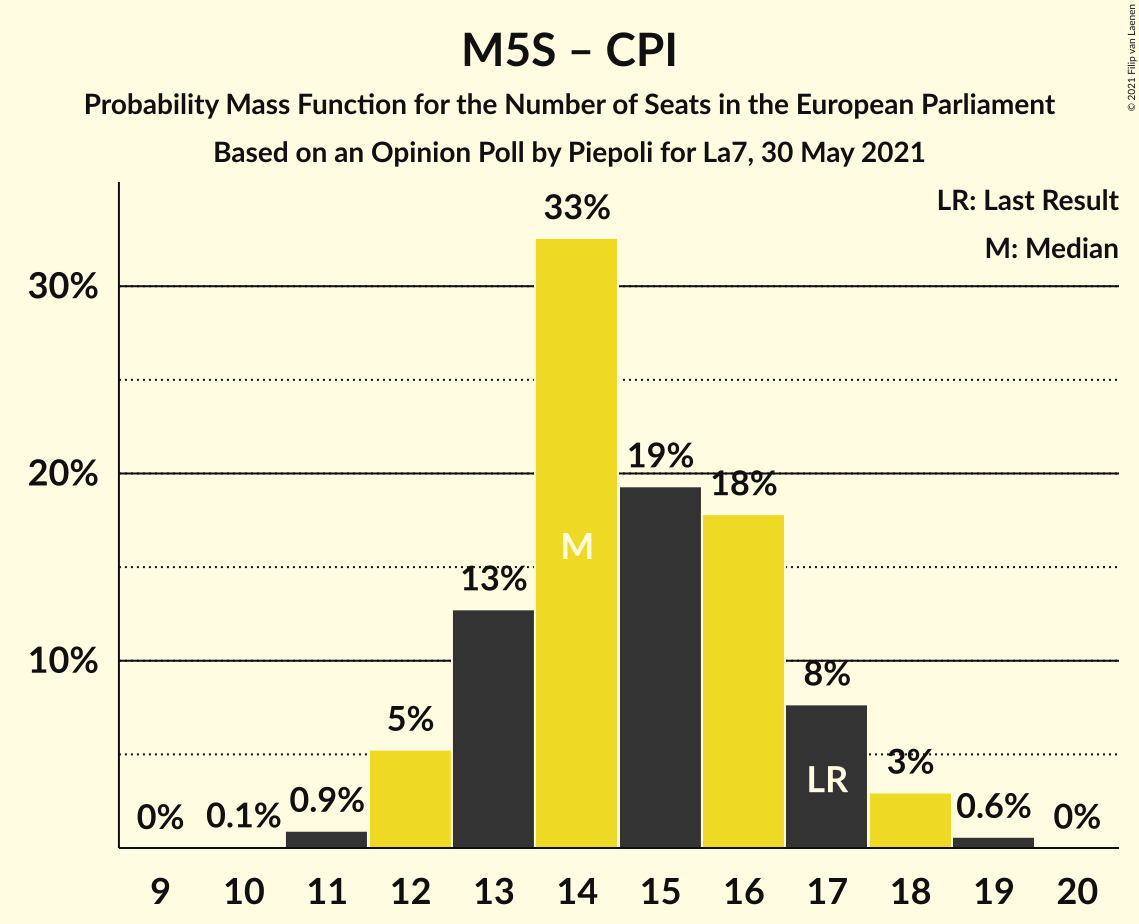 M5S – CPI
Probability Mass Function for the Number of Seats in the European Parliament
Based on an Opinion Poll by Piepoli for La7, 30 May 2021
© 2021 Filip van Laenen
LR: Last Result
M: Median
30%
20%
10%
0%
0.1%
0.9%
5%
13%
33%
19%
18%
8%
3%
0.6%
0%
M
LR
9 10 11 12 13 14 15 16 17 18 19 20